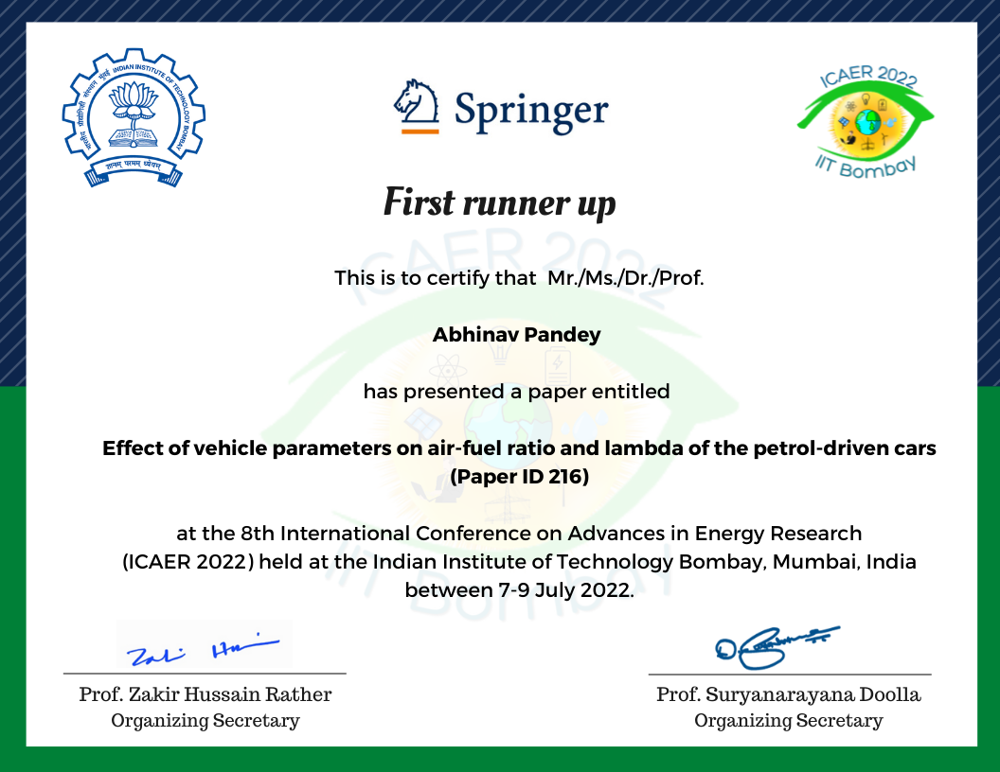 भारतीय प्रौद्योगिकी संस्थान मुंबई INDIAN INSTITUTE OF TECHNOLOGY BOMBAY
ज्ञानम् परमम् ध्येयम्
Springer
ICAER 2022
IIT Bombay
First runner up
ICAER 2022
This is to certify that Mr./Ms./Dr./Prof.
Abhinav Pandey
has presented a paper entitled
Effect of vehicle parameters on air-fuel ratio and lambda of the petrol-driven cars
(Paper ID 216)
at the 8th International Conference on Advances in Energy Research
(ICAER 2022) held at the Indian Institute of Technology Bombay, Mumbai, India
between 7-9 July 2022.
IIT Bombay
Prof. Zakir Hussain Rather
Organizing Secretary
Prof. Suryanarayana Doolla
Organizing Secretary